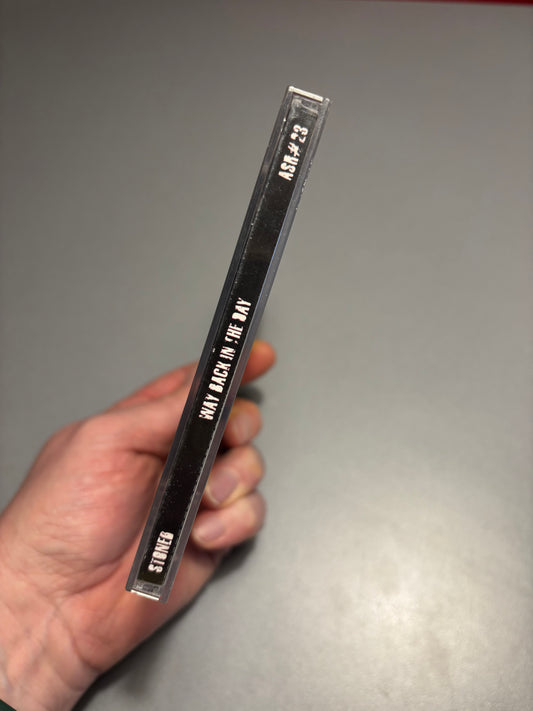 STONED
WAY BACK IN THE DAY
ASR# 23